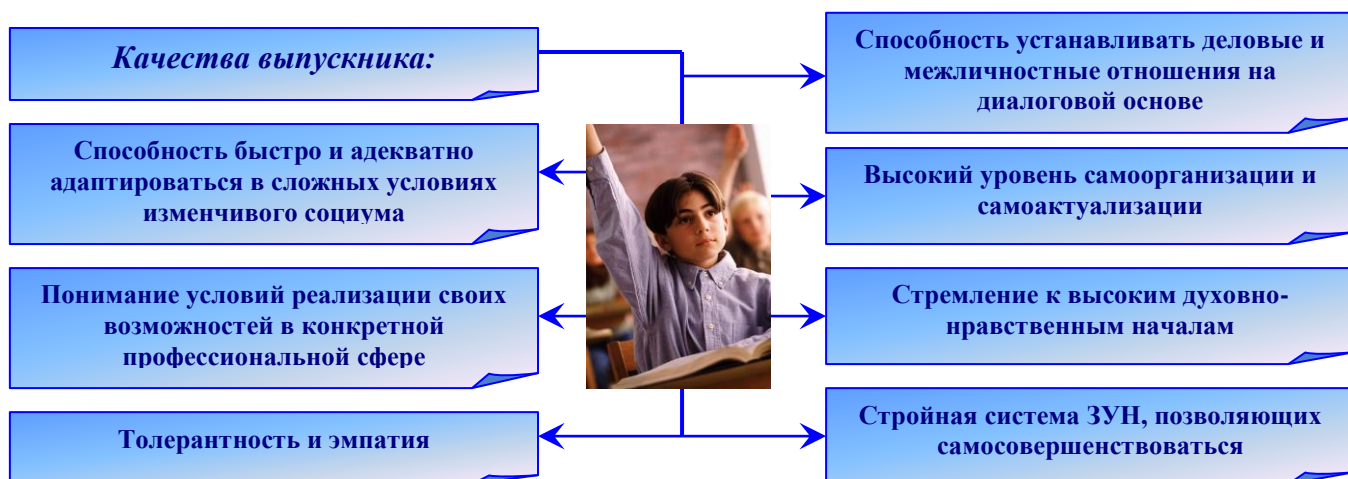 Качества выпускника:
Способность быстро и адекватно
адаптироваться в сложных условиях
изменчивого социума
Понимание условий реализации своих
возможностей в конкретной
профессиональной сфере
Толерантность и эмпатия
Способность устанавливать деловые и
межличностные отношения на
диалоговой основе
Высокий уровень самоорганизации и
самоактуализации
Стремление к высоким духовно-
нравственным началам
Стройная система ЗУН, позволяющих
самосовершенствоваться